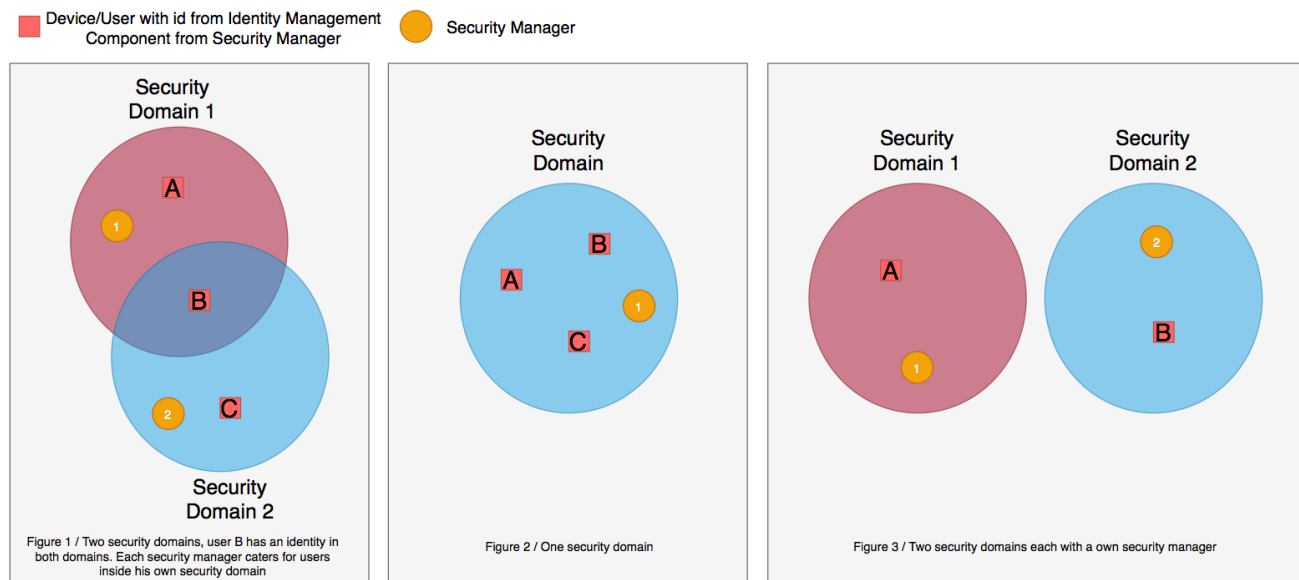 Device/User with id from Identity Management
Component from Security Manager
Security Manager
Security
Domain 1
A
1
B
2
C
Security
Domain 2
Figure 1 / Two security domains, user B has an identity in
both domains. Each security manager caters for users
inside his own security domain
Security
Domain
B
A
1
C
Figure 2 / One security domain
Security
Domain 1
A
1
Security
Domain 2
2
B
Figure 3 / Two security domains each with a own security manager